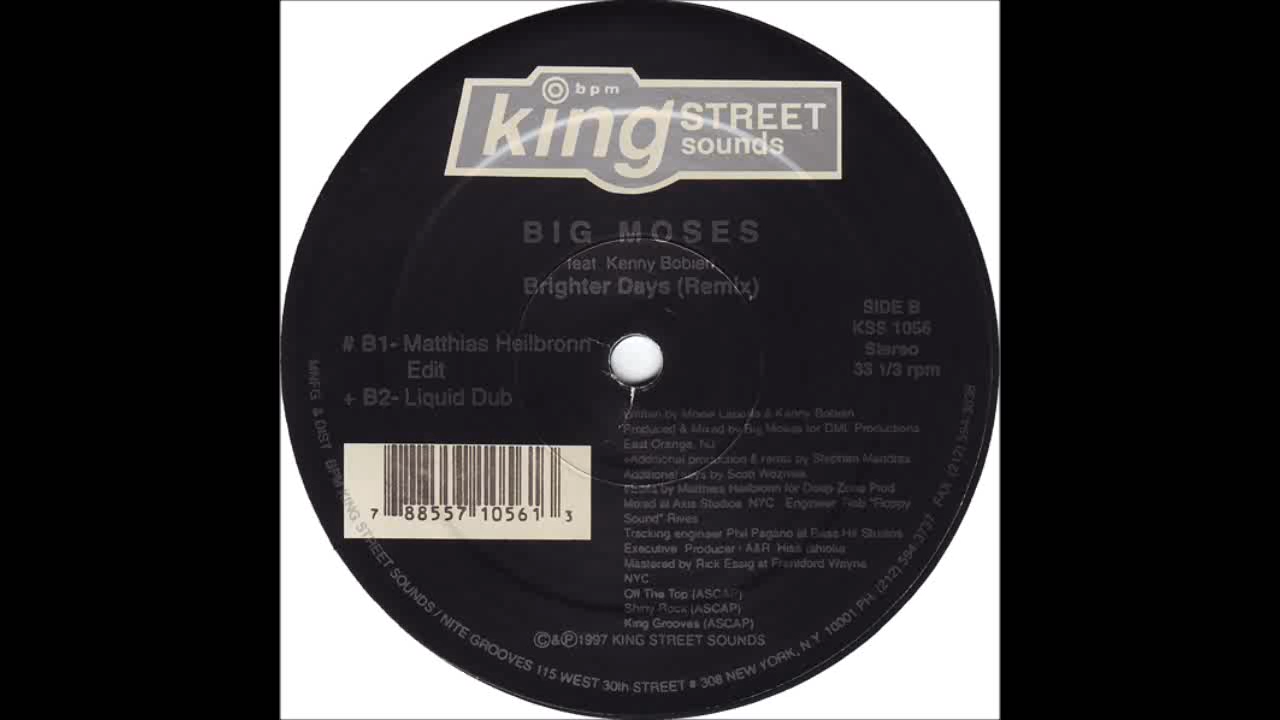 bpm
king STREET
sounds
BIG MOSES
feat. Kenny Bobien
Brighter Days (Remix)
SIDE B
KSS 1056
Stereo
33 1/3 rpm
# B1- Matthias Heilbronn
Edit
+ B2- Liquid Dub
7 88557 10561 3
Written by & Kenny Bobien
Produced & Mixed by Big Moses for DML Productions
East Orange, NJ
+Additional production & remix by Stephan Mandrax
Additional keys by Scott Wozniak
by Matthias Heilbronn for Deep Zone Prod
Mixed at Axis Studios NYC Engineer Rob "Floppy
Sound" Rives
Tracking engineer Phil Pagano at Bass Hit Studios
Executive Producer / A&R Hisa Ishioka
Mastered by Rick Essig at Frankford Wayne
NYC
Off The Top (ASCAP)
Shiny Rock (ASCAP)
King Grooves (ASCAP)
©&℗1997 KING STREET SOUNDS
MNFG & DIST BPM KING STREET SOUNDS / NITE GROOVES 115 WEST 30th STREET # 308 NEW YORK, N.Y 10001 PH. (212) 594-3737 FAX (212) 594-3636